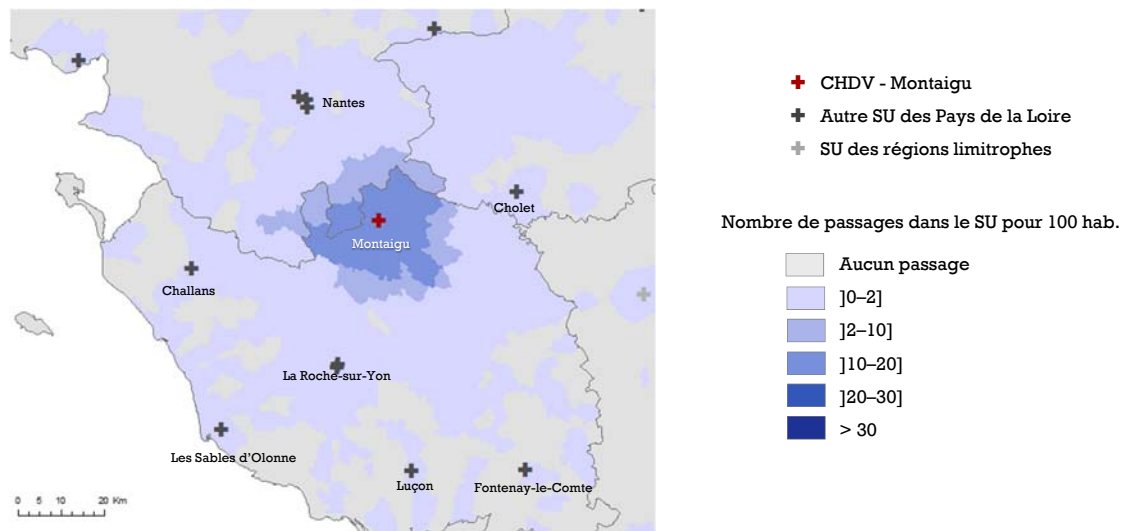 Nantes
Cholet
Montaigu
Challans
La Roche-sur-Yon
Les Sables d'Olonne
Luçon
Fontenay-le-Comte
0 5 10 20 Km
CHDV - Montaigu
Autre SU des Pays de la Loire
SU des régions limitrophes
Nombre de passages dans le SU pour 100 hab.
Aucun passage
]0–2]
]2–10]
]10–20]
]20–30]
> 30